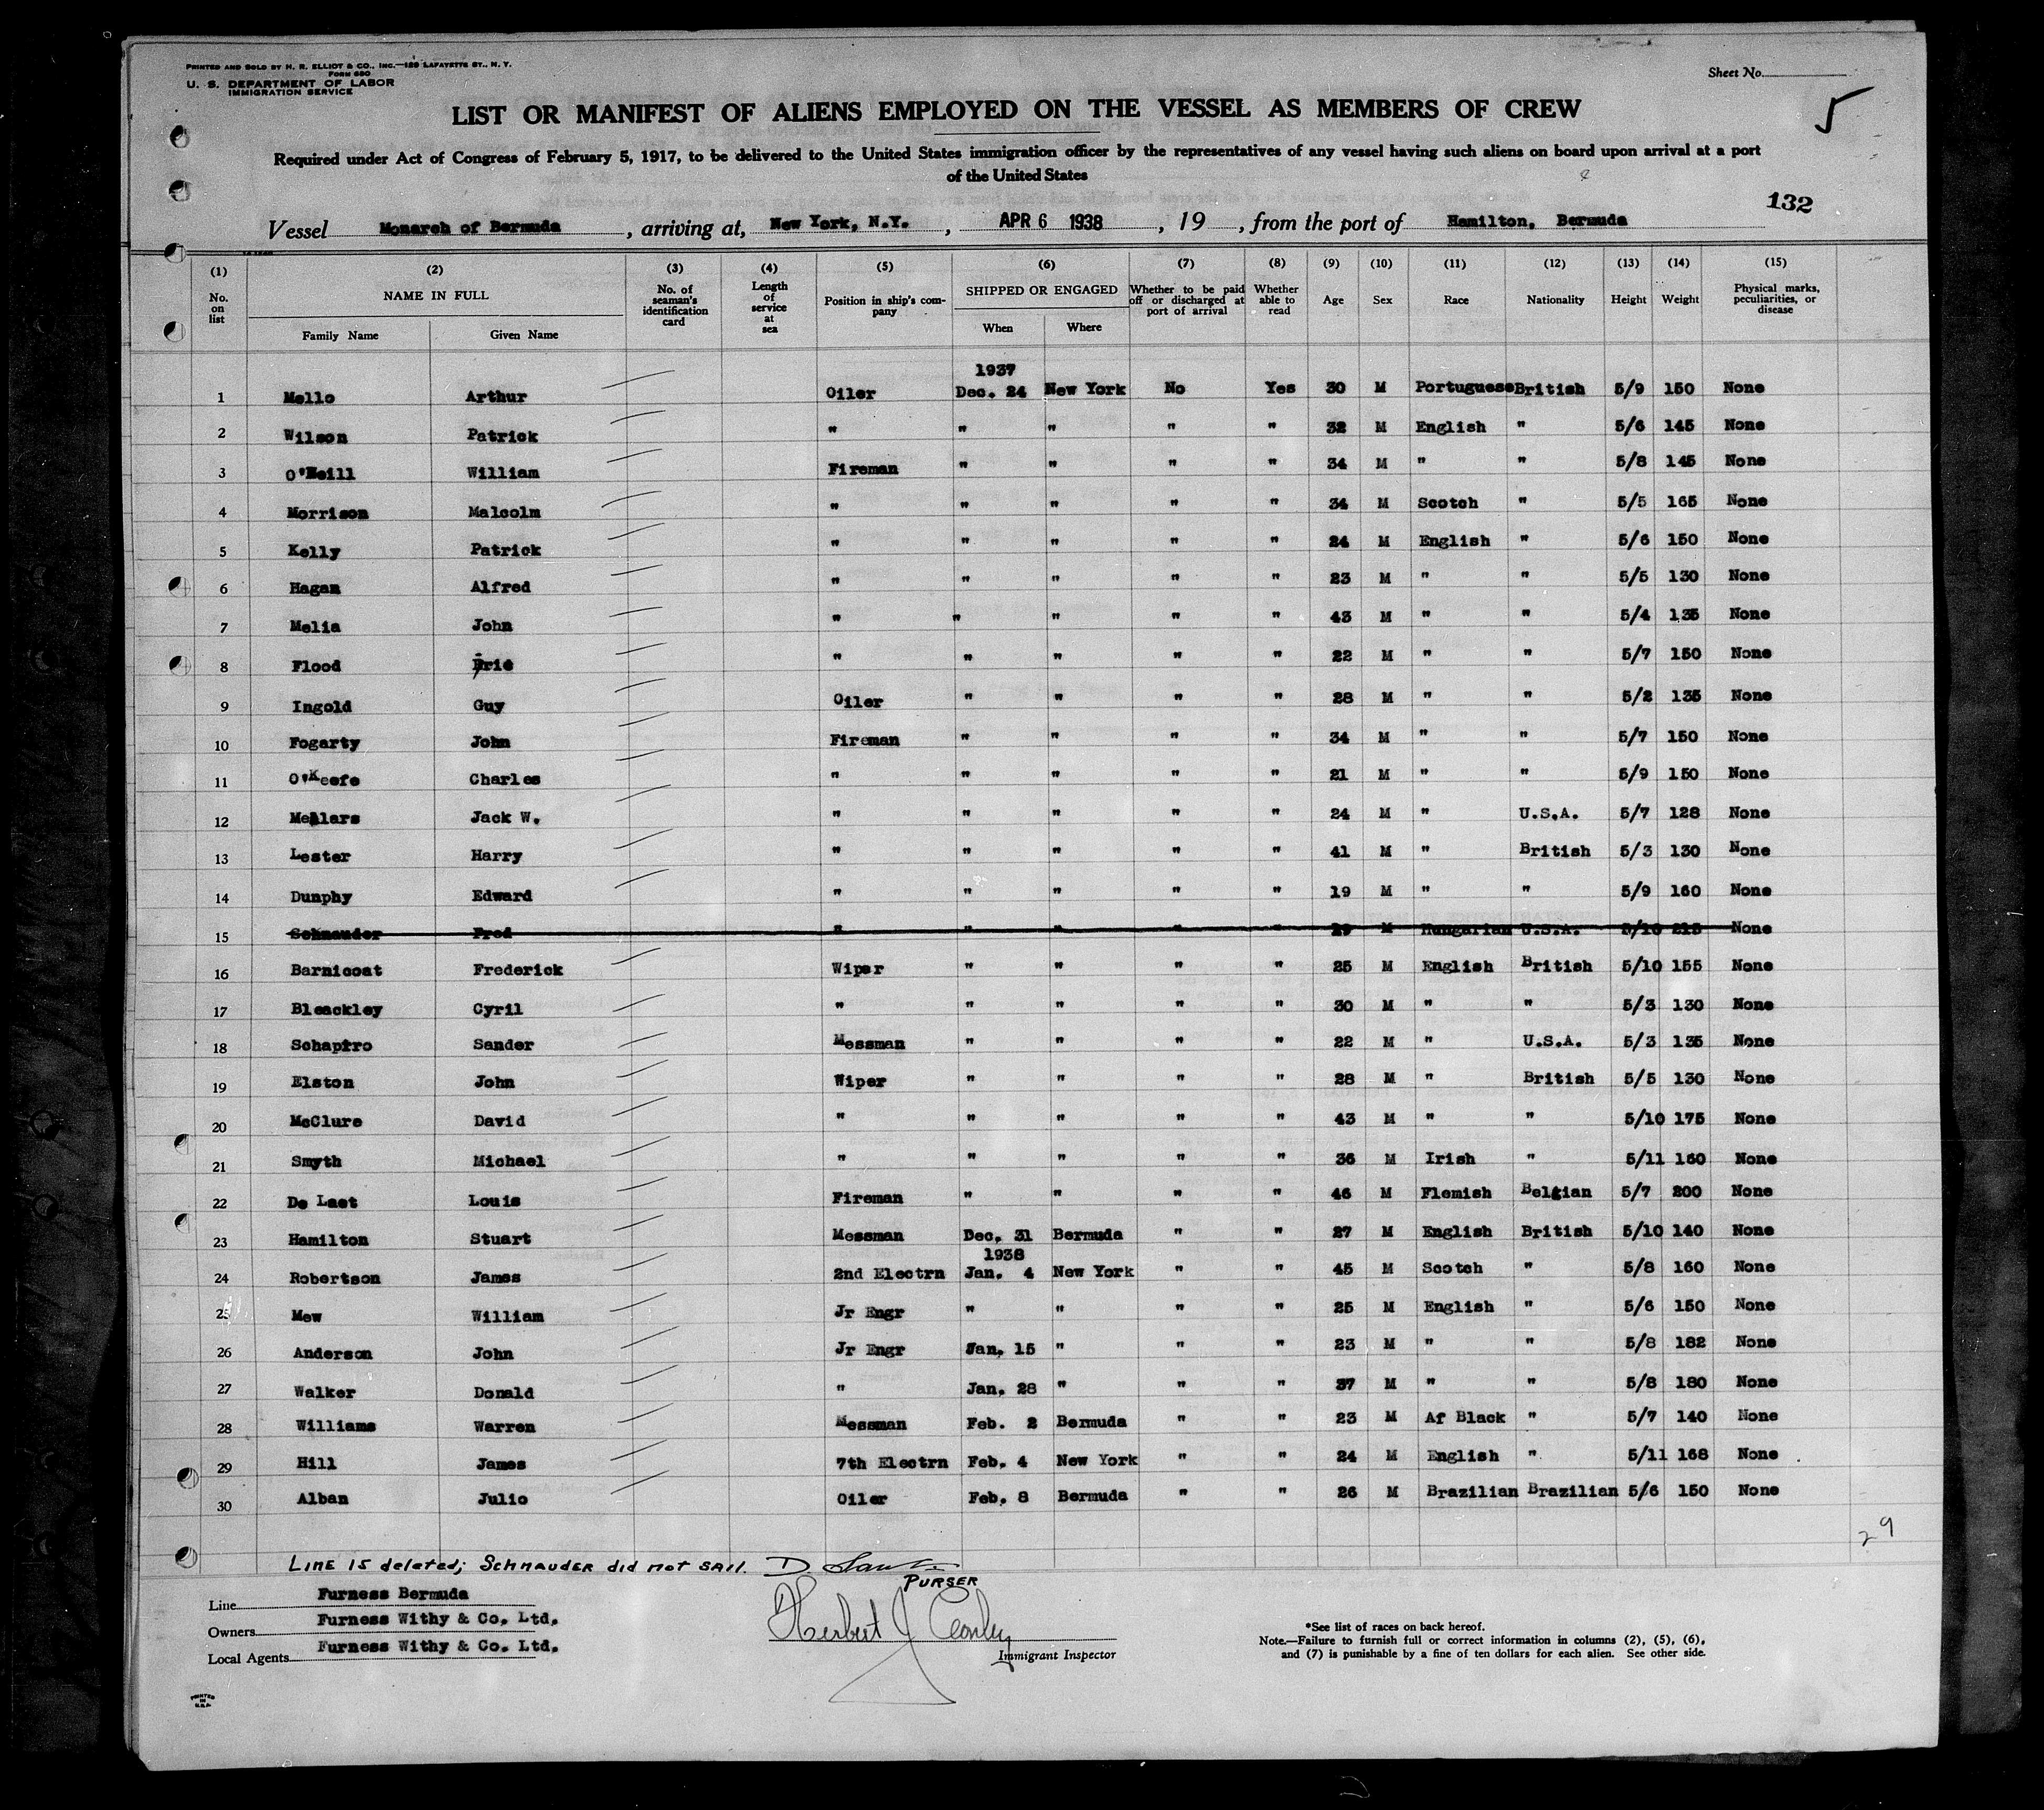 PRINTED AND SOLD BY H. R. ELLIOT & CO., INC.—129 LAFAYETTE ST., N. Y.
FORM 680
U. S. DEPARTMENT OF LABOR
IMMIGRATION SERVICE
Sheet No.
5
LIST OR MANIFEST OF ALIENS EMPLOYED ON THE VESSEL AS MEMBERS OF CREW
Required under Act of Congress of February 5, 1917, to be delivered to the United States immigration officer by the representatives of any vessel having such aliens on board upon arrival at a port
of the United States
132
Vessel Monarch of Bermuda, arriving at, New York, N.Y., APR 6 1938, 19 , from the port of Hamilton, Bermuda
(1) No. on list (2) NAME IN FULL Family Name Given Name (3) No. of seaman's identification card (4) Length of service at sea (5) Position in ship's company (6) SHIPPED OR ENGAGED When Where (7) Whether to be paid off or discharged at port of arrival (8) Whether able to read (9) Age (10) Sex (11) Race (12) Nationality (13) Height (14) Weight (15) Physical marks, peculiarities, or disease
1937
1 Mello Arthur Oiler Dec. 24 New York No Yes 30 M Portuguese British 5/9 150 None
2 Wilson Patrick " " " " " 32 M English " 5/6 145 None
3 O'Neill William Fireman " " " " 34 M " " 5/8 145 None
4 Morrison Malcolm " " " " " 34 M Scotch " 5/5 165 None
5 Kelly Patrick " " " " " 24 M English " 5/6 150 None
6 Hagan Alfred " " " " " 23 M " " 5/5 130 None
7 Melia John " " " " " 43 M " " 5/4 135 None
8 Flood Eric " " " " " 22 M " " 5/7 150 None
9 Ingold Guy Oiler " " " " 28 M " " 5/2 135 None
10 Fogarty John Fireman " " " " 34 M " " 5/7 150 None
11 O'Keefe Charles " " " " " 21 M " " 5/9 150 None
12 Mellars Jack W. " " " " " 24 M " U.S.A. 5/7 128 None
13 Lester Harry " " " " " 41 M " British 5/3 130 None
14 Dunphy Edward " " " " " 19 M " " 5/9 160 None
15 Schnauder Fred " " " " " 29 M Hungarian U.S.A. 5/10 215 None
16 Barnicoat Frederick Wiper " " " " 25 M English British 5/10 155 None
17 Bleackley Cyril " " " " " 30 M " " 5/3 130 None
18 Schapiro Sander Messman " " " " 22 M " U.S.A. 5/3 135 None
19 Elston John Wiper " " " " 28 M " British 5/5 130 None
20 McClure David " " " " " 43 M " " 5/10 175 None
21 Smyth Michael " " " " " 36 M Irish " 5/11 160 None
22 De Laet Louis Fireman " " " " 46 M Flemish Belgian 5/7 200 None
23 Hamilton Stuart Messman Dec. 31 Bermuda " " 27 M English British 5/10 140 None
1938
24 Robertson James 2nd Electrn Jan. 4 New York " " 45 M Scotch " 5/8 160 None
25 Mew William Jr Engr " " " " 25 M English " 5/6 150 None
26 Anderson John Jr Engr Jan. 15 " " " 23 M " " 5/8 182 None
27 Walker Donald " Jan. 28 " " " 37 M " " 5/8 180 None
28 Williams Warren Messman Feb. 2 Bermuda " " 23 M Af Black " 5/7 140 None
29 Hill James 7th Electrn Feb. 4 New York " " 24 M English " 5/11 168 None
30 Alban Julio Oiler Feb. 8 Bermuda " " 26 M Brazilian Brazilian 5/6 150 None
29
LINE 15 deleted; SCHNAUDER did not SAIL. D.
PURSER
Line Furness Bermuda
Owners Furness Withy & Co. Ltd.
Local Agents Furness Withy & Co. Ltd.
Herbert J
Immigrant Inspector
*See list of races on back hereof.
Note.—Failure to furnish full or correct information in columns (2), (5), (6), and (7) is punishable by a fine of ten dollars for each alien. See other side.
PRINTED IN U.S.A.